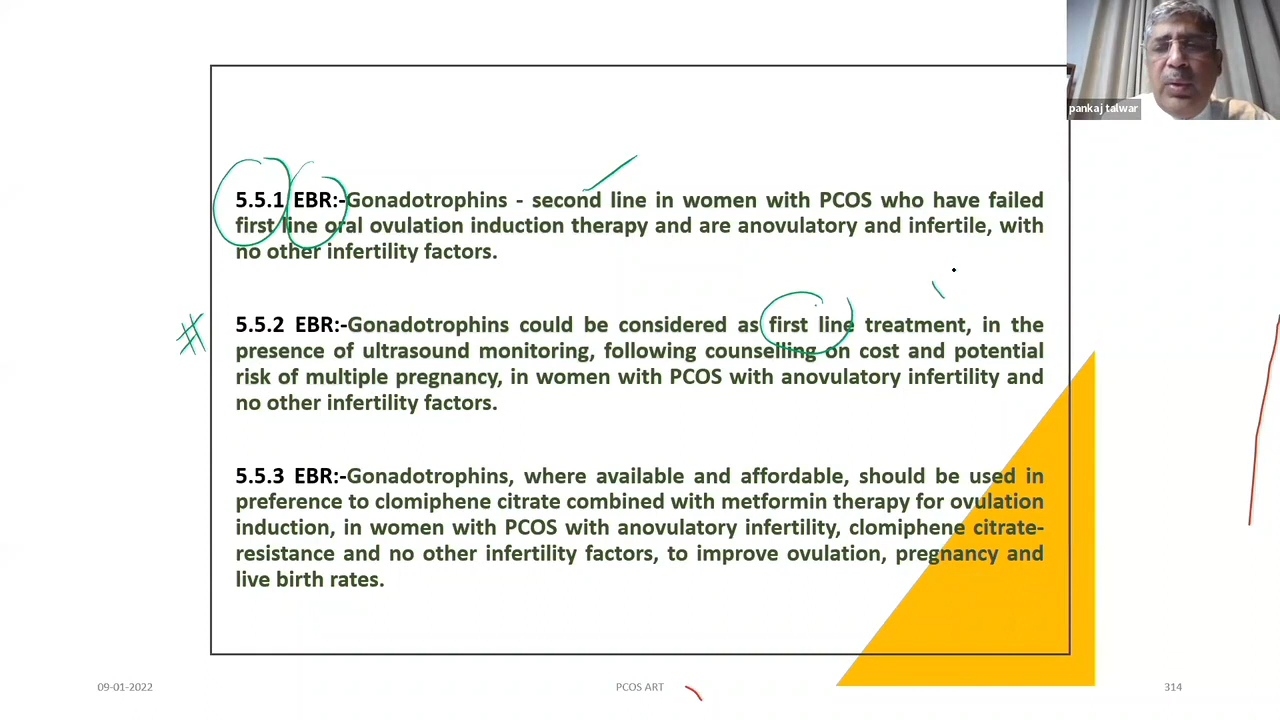 pankaj talwar
5.5.1 EBR:-Gonadotrophins - second line in women with PCOS who have failed
first line oral ovulation induction therapy and are anovulatory and infertile, with
no other infertility factors.
# 5.5.2 EBR:-Gonadotrophins could be considered as first line treatment, in the
presence of ultrasound monitoring, following counselling on cost and potential
risk of multiple pregnancy, in women with PCOS with anovulatory infertility and
no other infertility factors.
5.5.3 EBR:-Gonadotrophins, where available and affordable, should be used in
preference to clomiphene citrate combined with metformin therapy for ovulation
induction, in women with PCOS with anovulatory infertility, clomiphene citrate-
resistance and no other infertility factors, to improve ovulation, pregnancy and
live birth rates.
09-01-2022 PCOS ART 314